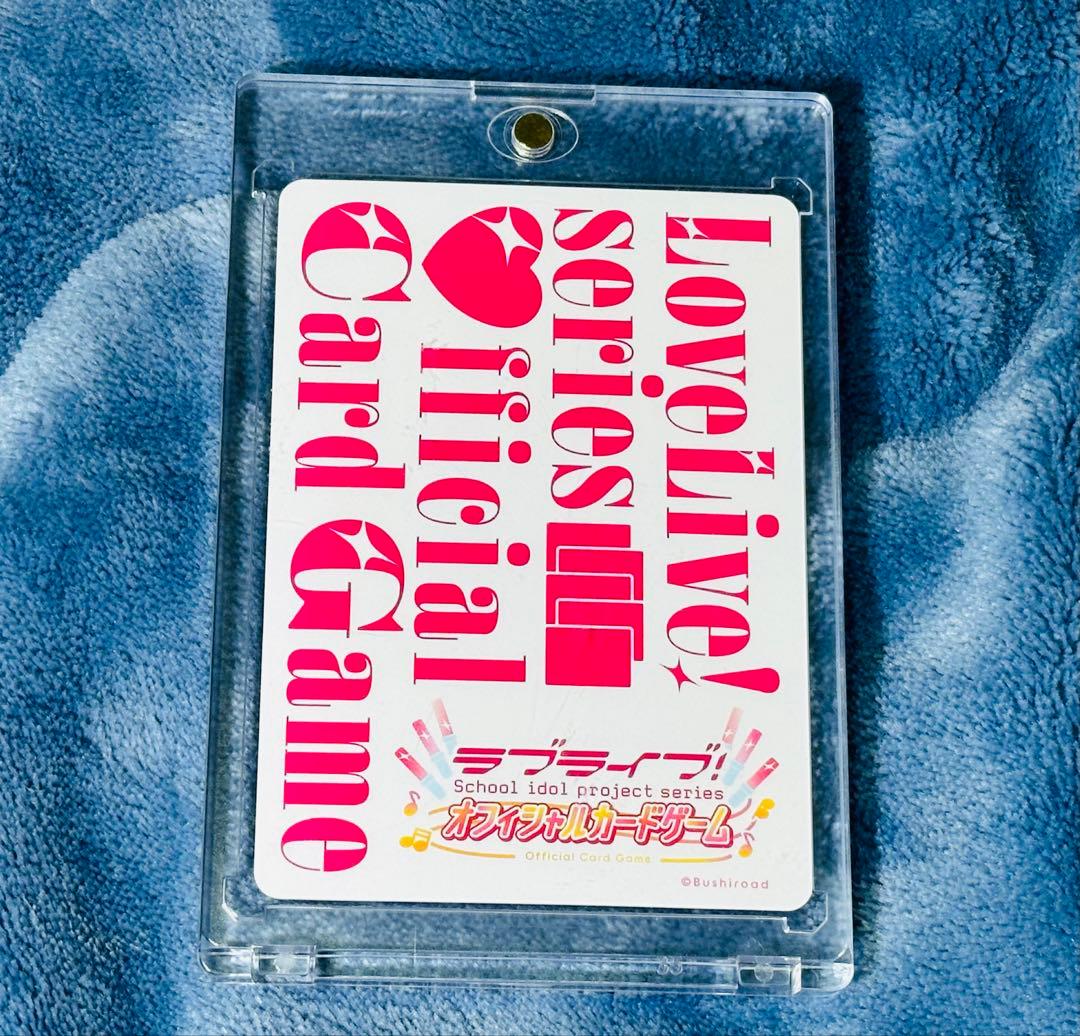 LoveLive!
series
♥fficial
Card Game
ラブライブ!
School idol project series
オフィシャルカードゲーム
Official Card Game
©Bushiroad